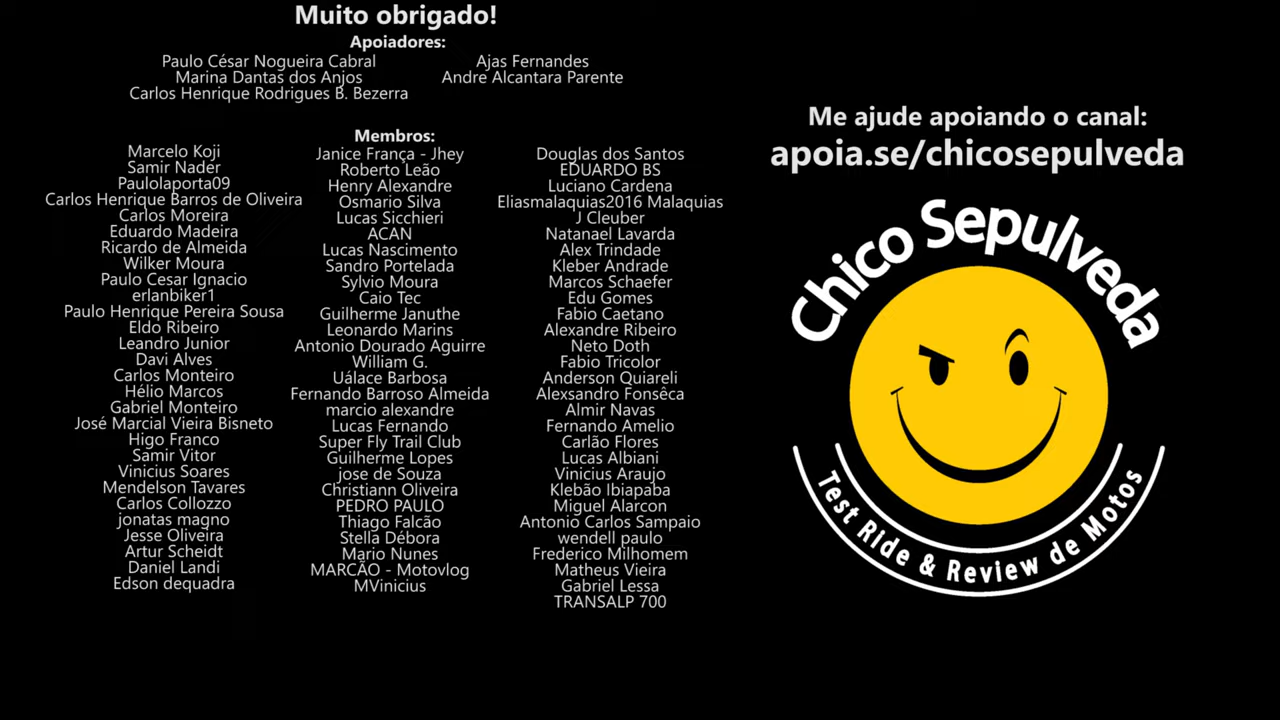 Muito obrigado!
Apoiadores:
Paulo César Nogueira Cabral
Marina Dantas dos Anjos
Carlos Henrique Rodrigues B. Bezerra
Ajas Fernandes
Andre Alcantara Parente
Membros:
Marcelo Koji
Samir Nader
Paulolaporta09
Carlos Henrique Barros de Oliveira
Carlos Moreira
Eduardo Madeira
Ricardo de Almeida
Wilker Moura
Paulo Cesar Ignacio
erlanbiker1
Paulo Henrique Pereira Sousa
Eldo Ribeiro
Leandro Junior
Davi Alves
Carlos Monteiro
Hélio Marcos
Gabriel Monteiro
José Marcial Vieira Bisneto
Higo Franco
Samir Vitor
Vinicius Soares
Mendelson Tavares
Carlos Collozzo
jonatas magno
Jesse Oliveira
Artur Scheidt
Daniel Landi
Edson dequadra
Janice França - Jhey
Roberto Leão
Henry Alexandre
Osmario Silva
Lucas Sicchieri
ACAN
Lucas Nascimento
Sandro Portelada
Sylvio Moura
Caio Tec
Guilherme Januthe
Leonardo Marins
Antonio Dourado Aguirre
William G.
Uálace Barbosa
Fernando Barroso Almeida
marcio alexandre
Lucas Fernando
Super Fly Trail Club
Guilherme Lopes
jose de Souza
Christiann Oliveira
PEDRO PAULO
Thiago Falcão
Stella Débora
Mario Nunes
MARCÃO - Motovlog
MVinicius
Douglas dos Santos
EDUARDO BS
Luciano Cardena
Eliasmalaquias2016 Malaquias
J Cleuber
Natanael Lavarda
Alex Trindade
Kleber Andrade
Marcos Schaefer
Edu Gomes
Fabio Caetano
Alexandre Ribeiro
Neto Doth
Fabio Tricolor
Anderson Quiareli
Alexsandro Fonsêca
Almir Navas
Fernando Amelio
Carlão Flores
Lucas Albiani
Vinicius Araujo
Klebão Ibiapaba
Miguel Alarcon
Antonio Carlos Sampaio
wendell paulo
Frederico Milhomem
Matheus Vieira
Gabriel Lessa
TRANSALP 700
Me ajude apoiando o canal:
apoia.se/chicosepulveda
Chico Sepulveda
Test Ride & Review de Motos